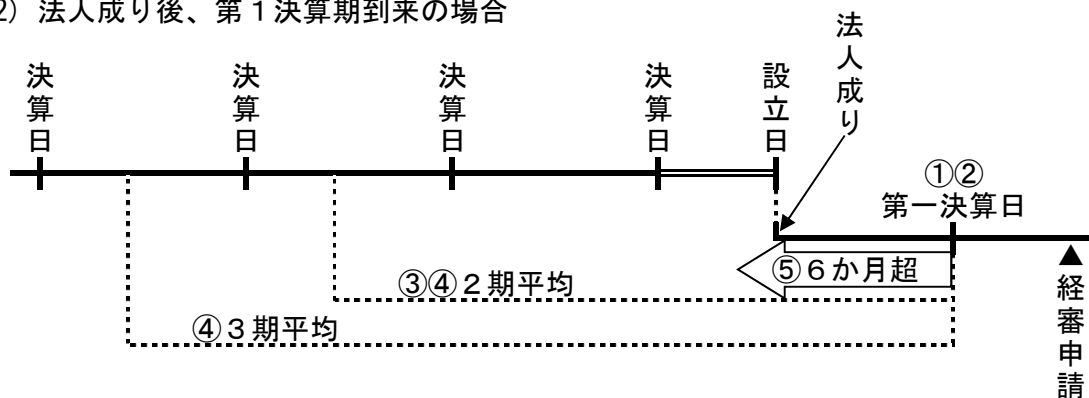 2）法人成り後、第１決算期到来の場合
決算日
決算日
決算日
決算日
設立日
法人成り
①②
第一決算日
⑤６か月超
③④２期平均
④３期平均
▲
経審申請